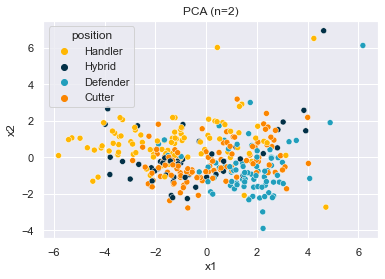 PCA (n=2)
position
Handler
Hybrid
Defender
Cutter
6
4
2
0
−2
−4
x2
−6 −4 −2 0 2 4 6
x1